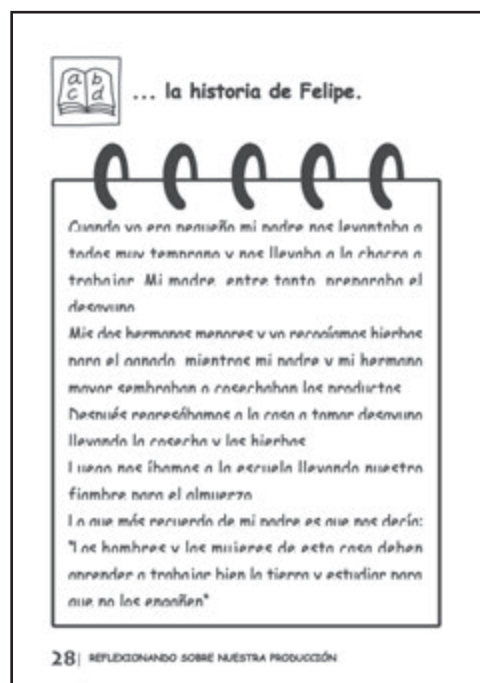 a b
c d
... la historia de Felipe.
Cuando yo era pequeño mi padre nos levantaba a
todos muy temprano y nos llevaba a la chacra a
trabajar. Mi madre, entre tanto, preparaba el
desayuno.
Mis dos hermanos menores y yo recogíamos hierbas
para el ganado, mientras mi padre y mi hermano
mayor sembraban o cosechaban los productos.
Después regresábamos a la casa a tomar desayuno
llevando la cosecha y las hierbas.
Luego nos íbamos a la escuela llevando nuestro
fiambre para el almuerzo.
Lo que más recuerdo de mi padre es que nos decía:
"Los hombres y las mujeres de esta casa deben
aprender a trabajar bien la tierra y estudiar para
que no los engañen"
28| REFLEXIONANDO SOBRE NUESTRA PRODUCCIÓN